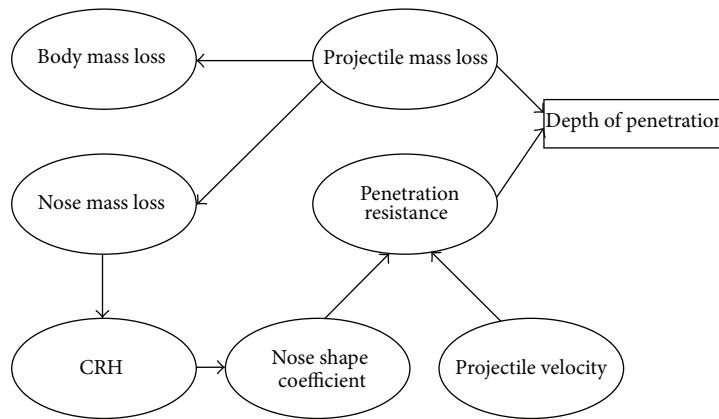 Body mass loss
Projectile mass loss
Depth of penetration
Nose mass loss
Penetration
resistance
CRH
Nose shape
coefficient
Projectile velocity